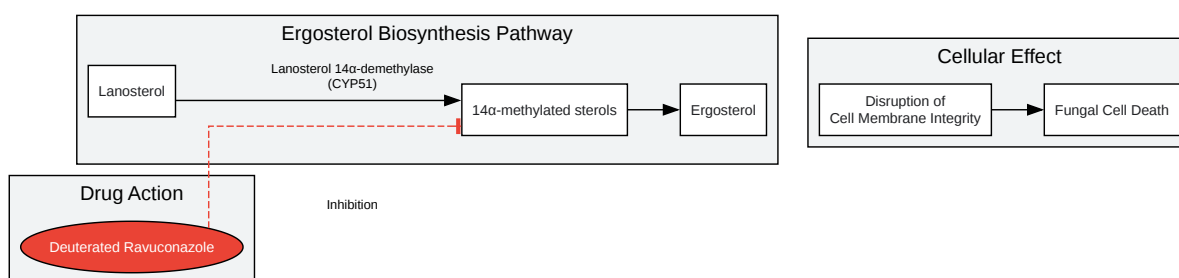 Ergosterol Biosynthesis Pathway
Lanosterol
Lanosterol 14α-demethylase
(CYP51)
14α-methylated sterols
Ergosterol
Cellular Effect
Disruption of
Cell Membrane Integrity
Fungal Cell Death
Drug Action
Deuterated Ravuconazole
Inhibition